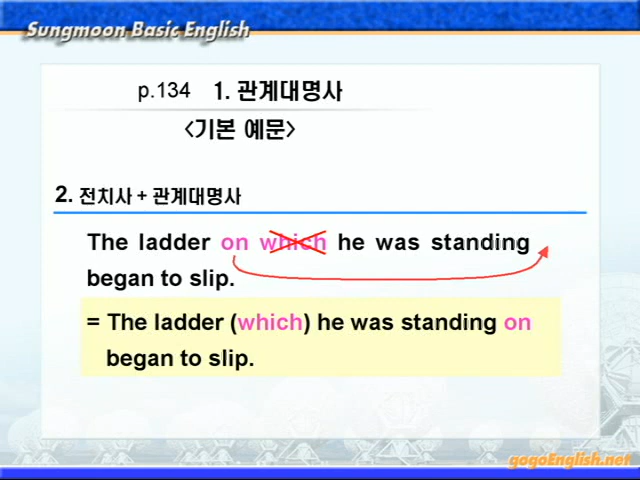 Sungmoon Basic English
p.134 1. 관계대명사
<기본 예문>
2. 전치사 + 관계대명사
The ladder on which he was standing
began to slip.
= The ladder (which) he was standing on
began to slip.
gogoEnglish.net